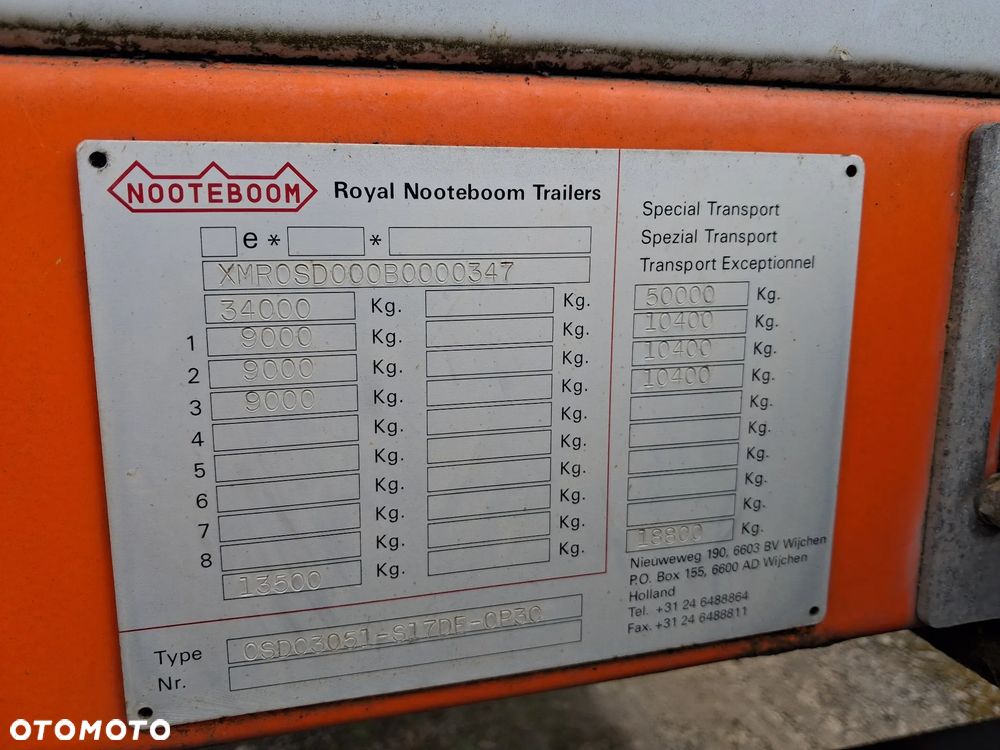 NOOTEBOOM Royal Nooteboom Trailers
e * *
XMR0SD000B0000347
34000 Kg. Kg.
1 9000 Kg. Kg.
2 9000 Kg. Kg.
3 9000 Kg. Kg.
4 Kg. Kg.
5 Kg. Kg.
6 Kg. Kg.
7 Kg. Kg.
8 Kg. Kg.
13500 Kg. Kg.
Special Transport
Spezial Transport
Transport Exceptionnel
50000 Kg.
10400 Kg.
10400 Kg.
10400 Kg.
Kg.
Kg.
Kg.
Kg.
Kg.
18800 Kg.
Nieuweweg 190, 6603 BV Wijchen
P.O. Box 155, 6600 AD Wijchen
Holland
Tel. +31 24 6488864
Fax. +31 24 6488811
Type OSD03051-S17DF-OP30
Nr.
OTOMOTO